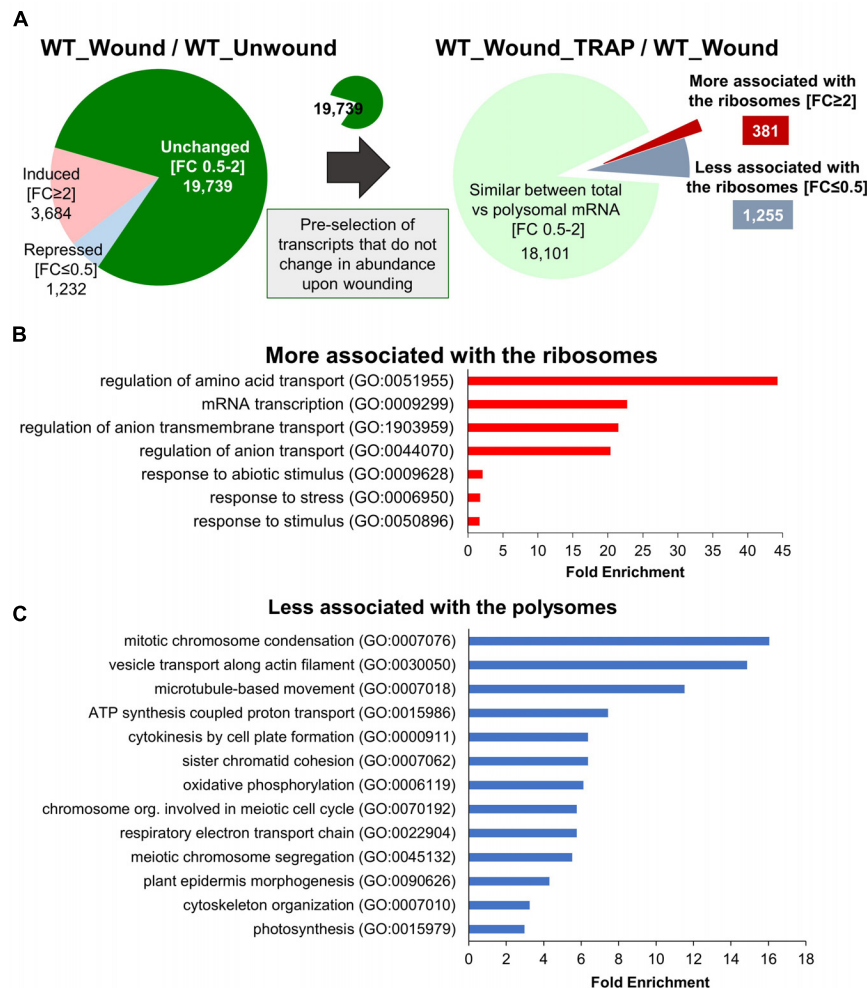 A
WT_Wound / WT_Unwound
WT_Wound_TRAP / WT_Wound
Unchanged
[FC 0.5-2]
19,739
Induced
[FC≥2]
3,684
Repressed
[FC≤0.5]
1,232
19,739
Pre-selection of
transcripts that do not
change in abundance
upon wounding
More associated with
the ribosomes [FC≥2]
381
Less associated with
the ribosomes [FC≤0.5]
1,255
Similar between total
vs polysomal mRNA
[FC 0.5-2]
18,101
B
More associated with the ribosomes
regulation of amino acid transport (GO:0051955)
mRNA transcription (GO:0009299)
regulation of anion transmembrane transport (GO:1903959)
regulation of anion transport (GO:0044070)
response to abiotic stimulus (GO:0009628)
response to stress (GO:0006950)
response to stimulus (GO:0050896)
0 5 10 15 20 25 30 35 40 45
Fold Enrichment
C
Less associated with the polysomes
mitotic chromosome condensation (GO:0007076)
vesicle transport along actin filament (GO:0030050)
microtubule-based movement (GO:0007018)
ATP synthesis coupled proton transport (GO:0015986)
cytokinesis by cell plate formation (GO:0000911)
sister chromatid cohesion (GO:0007062)
oxidative phosphorylation (GO:0006119)
chromosome org. involved in meiotic cell cycle (GO:0070192)
respiratory electron transport chain (GO:0022904)
meiotic chromosome segregation (GO:0045132)
plant epidermis morphogenesis (GO:0090626)
cytoskeleton organization (GO:0007010)
photosynthesis (GO:0015979)
0 2 4 6 8 10 12 14 16 18
Fold Enrichment